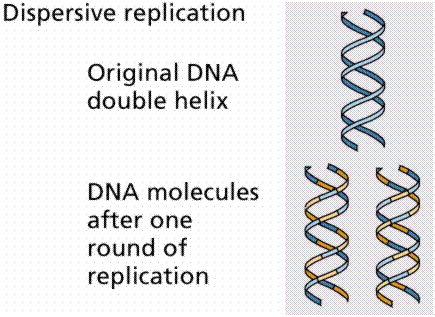 Dispersive replication
Original DNA
double helix
DNA molecules
after one
round of
replication